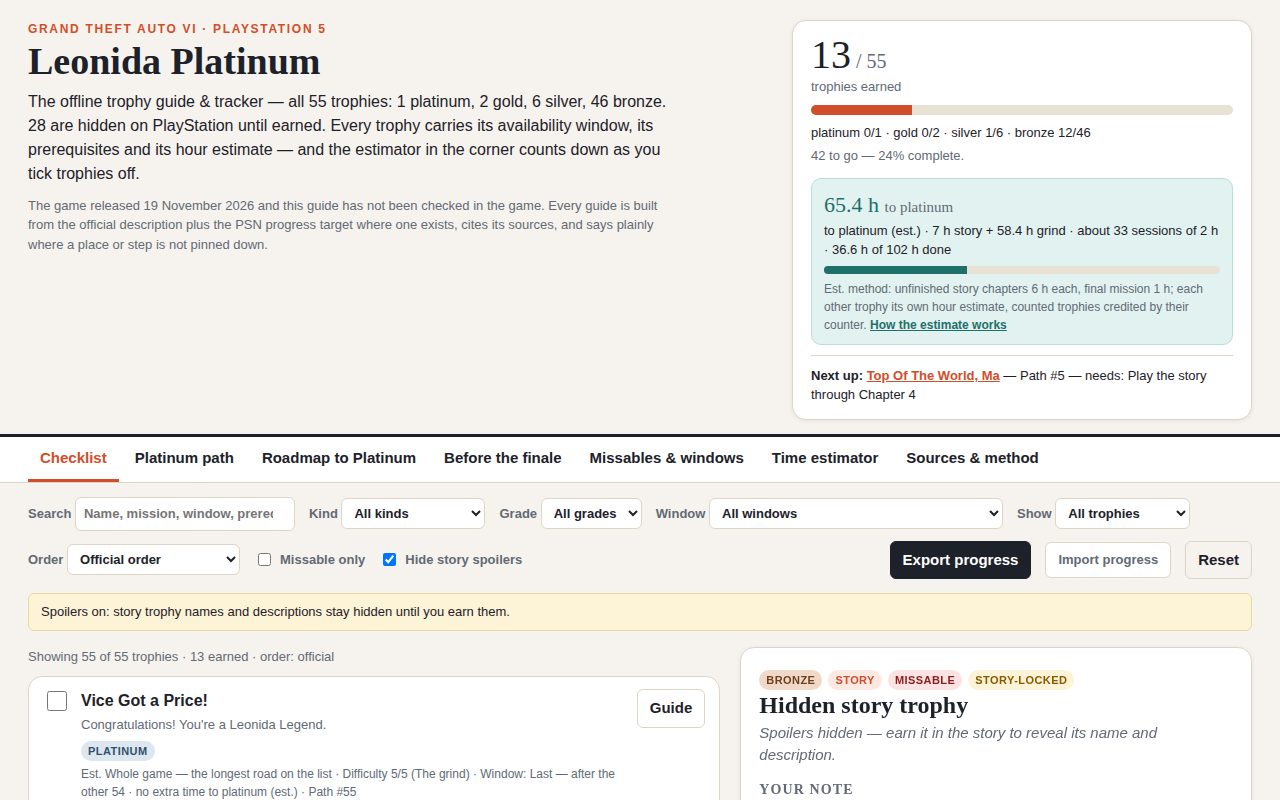 GRAND THEFT AUTO VI · PLAYSTATION 5
Leonida Platinum
The offline trophy guide & tracker — all 55 trophies: 1 platinum, 2 gold, 6 silver, 46 bronze.
28 are hidden on PlayStation until earned. Every trophy carries its availability window, its
prerequisites and its hour estimate — and the estimator in the corner counts down as you
tick trophies off.
The game released 19 November 2026 and this guide has not been checked in the game. Every guide is built
from the official description plus the PSN progress target where one exists, cites its sources, and says plainly
where a place or step is not pinned down.
13 / 55
trophies earned
platinum 0/1 · gold 0/2 · silver 1/6 · bronze 12/46
42 to go — 24% complete.
65.4 h to platinum
to platinum (est.) · 7 h story + 58.4 h grind · about 33 sessions of 2 h
· 36.6 h of 102 h done
Est. method: unfinished story chapters 6 h each, final mission 1 h; each
other trophy its own hour estimate, counted trophies credited by their
counter. How the estimate works
Next up: Top Of The World, Ma — Path #5 — needs: Play the story
through Chapter 4
Checklist Platinum path Roadmap to Platinum Before the finale Missables & windows Time estimator Sources & method
Search Name, mission, window, prerec Kind All kinds Grade All grades Window All windows Show All trophies
Order Official order Missable only Hide story spoilers Export progress Import progress Reset
Spoilers on: story trophy names and descriptions stay hidden until you earn them.
Showing 55 of 55 trophies · 13 earned · order: official
Vice Got a Price!
Guide
Congratulations! You're a Leonida Legend.
PLATINUM
Est. Whole game — the longest road on the list · Difficulty 5/5 (The grind) · Window: Last — after the
other 54 · no extra time to platinum (est.) · Path #55
BRONZE STORY MISSABLE STORY-LOCKED
Hidden story trophy
Spoilers hidden — earn it in the story to reveal its name and
description.
YOUR NOTE